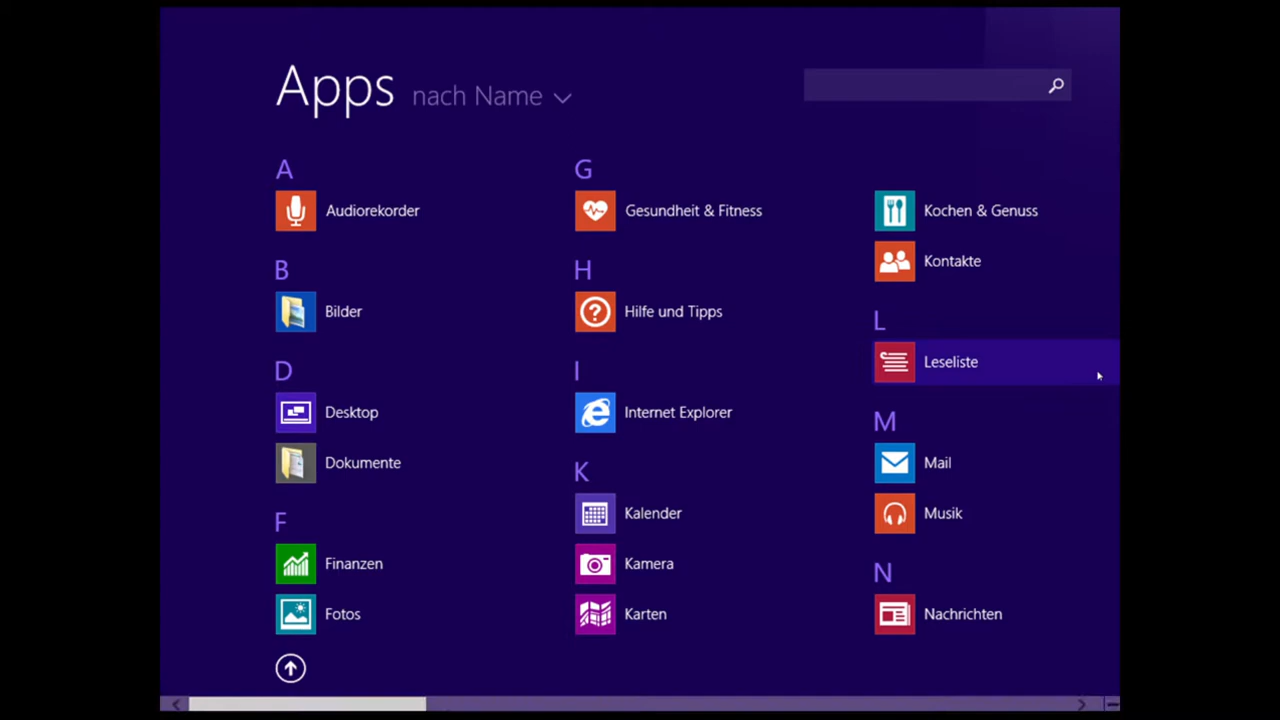 Apps nach Name
A
Audiorekorder
B
Bilder
D
Desktop
Dokumente
F
Finanzen
Fotos
G
Gesundheit & Fitness
H
Hilfe und Tipps
I
Internet Explorer
K
Kalender
Kamera
Karten
Kochen & Genuss
Kontakte
L
Leseliste
M
Mail
Musik
N
Nachrichten